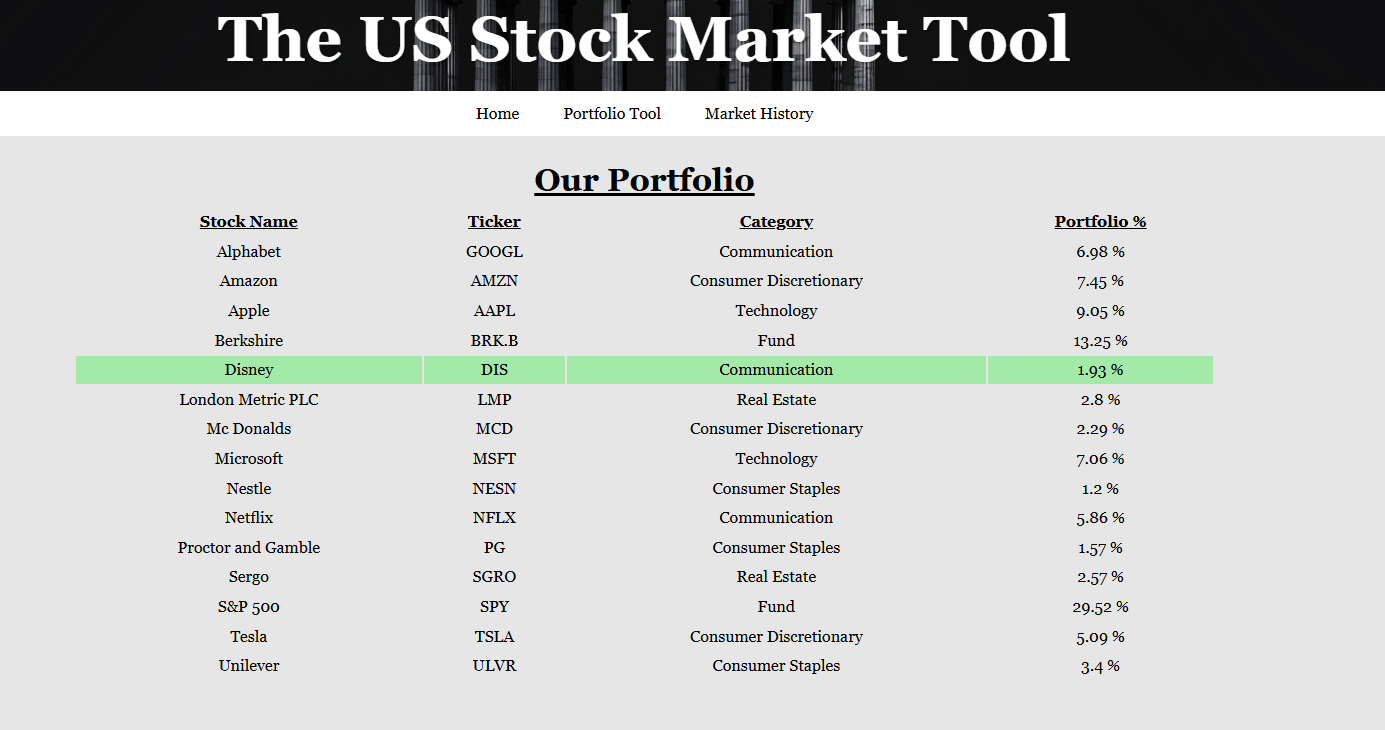 The US Stock Market Tool
Home Portfolio Tool Market History
Our Portfolio
Stock Name Ticker Category Portfolio %
Alphabet GOOGL Communication 6.98 %
Amazon AMZN Consumer Discretionary 7.45 %
Apple AAPL Technology 9.05 %
Berkshire BRK.B Fund 13.25 %
Disney DIS Communication 1.93 %
London Metric PLC LMP Real Estate 2.8 %
Mc Donalds MCD Consumer Discretionary 2.29 %
Microsoft MSFT Technology 7.06 %
Nestle NESN Consumer Staples 1.2 %
Netflix NFLX Communication 5.86 %
Proctor and Gamble PG Consumer Staples 1.57 %
Sergo SGRO Real Estate 2.57 %
S&P 500 SPY Fund 29.52 %
Tesla TSLA Consumer Discretionary 5.09 %
Unilever ULVR Consumer Staples 3.4 %